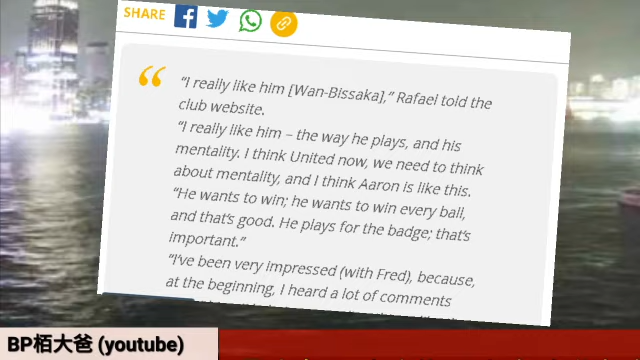 SHARE
“
“I really like him [Wan-Bissaka],” Rafael told the
club website.
“I really like him – the way he plays, and his
mentality. I think United now, we need to think
about mentality, and I think Aaron is like this.
“He wants to win; he wants to win every ball,
and that’s good. He plays for the badge; that’s
important.”
“I’ve been very impressed (with Fred), because,
at the beginning, I heard a lot of comments
BP栢大爸 (youtube)